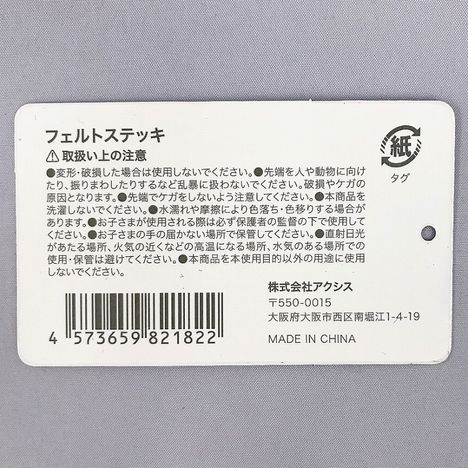 フェルトステッキ
⚠取扱い上の注意
●変形・破損した場合は使用しないでください。●先端を人や動物に向け
たり、振りまわしたりするなど乱暴に扱わないでください。破損やケガの
原因となります。●先端でケガをしないよう注意してください。●本商品を
洗濯しないでください。●水濡れや摩擦により色落ち・色移りする場合が
あります。●お子さまが使用される際は必ず保護者の監督の下で使用して
ください。●お子さまの手の届かない場所で保管してください。●直射日光
があたる場所、火気の近くなどの高温になる場所、水気のある場所での
使用・保管は避けてください。●本商品を本使用目的以外の用途に使用
しないでください。
紙
タグ
株式会社アクシス
〒550-0015
大阪府大阪市西区南堀江1-4-19
MADE IN CHINA
4 573659 821822